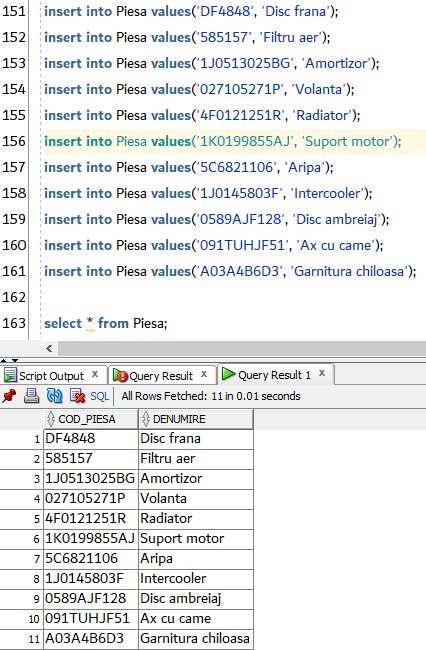 151 insert into Piesa values('DF4848', 'Disc frana');
152 insert into Piesa values('585157', 'Filtru aer');
153 insert into Piesa values('1J0513025BG', 'Amortizor');
154 insert into Piesa values('027105271P', 'Volanta');
155 insert into Piesa values('4F0121251R', 'Radiator');
156 insert into Piesa values('1K0199855AJ', 'Suport motor');
157 insert into Piesa values('5C6821106', 'Aripa');
158 insert into Piesa values('1J0145803F', 'Intercooler');
159 insert into Piesa values('0589AJF128', 'Disc ambreiaj');
160 insert into Piesa values('091TUHJF51', 'Ax cu came');
161 insert into Piesa values('A03A4B6D3', 'Garnitura chiloasa');
162
163 select * from Piesa;
Script Output x Query Result x Query Result 1 x
SQL | All Rows Fetched: 11 in 0.01 seconds
COD_PIESA DENUMIRE
1 DF4848 Disc frana
2 585157 Filtru aer
3 1J0513025BG Amortizor
4 027105271P Volanta
5 4F0121251R Radiator
6 1K0199855AJ Suport motor
7 5C6821106 Aripa
8 1J0145803F Intercooler
9 0589AJF128 Disc ambreiaj
10 091TUHJF51 Ax cu came
11 A03A4B6D3 Garnitura chiloasa